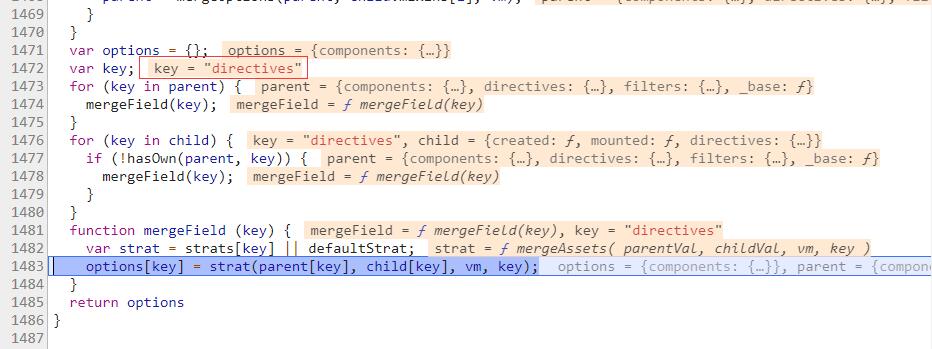 1469 }
1470 }
1471 var options = {}; options = {components: {…}}
1472 var key; key = "directives"
1473 for (key in parent) { parent = {components: {…}, directives: {…}, filters: {…}, _base: ƒ}
1474 mergeField(key); mergeField = ƒ mergeField(key)
1475 }
1476 for (key in child) { key = "directives", child = {created: ƒ, mounted: ƒ, directives: {…}}
1477 if (!hasOwn(parent, key)) { parent = {components: {…}, directives: {…}, filters: {…}, _base: ƒ}
1478 mergeField(key); mergeField = ƒ mergeField(key)
1479 }
1480 }
1481 function mergeField (key) { mergeField = ƒ mergeField(key), key = "directives"
1482 var strat = strats[key] || defaultStrat; strat = ƒ mergeAssets( parentVal, childVal, vm, key )
1483 options[key] = strat(parent[key], child[key], vm, key); options = {components: {…}}, parent = {compon
1484 }
1485 return options
1486 }
1487